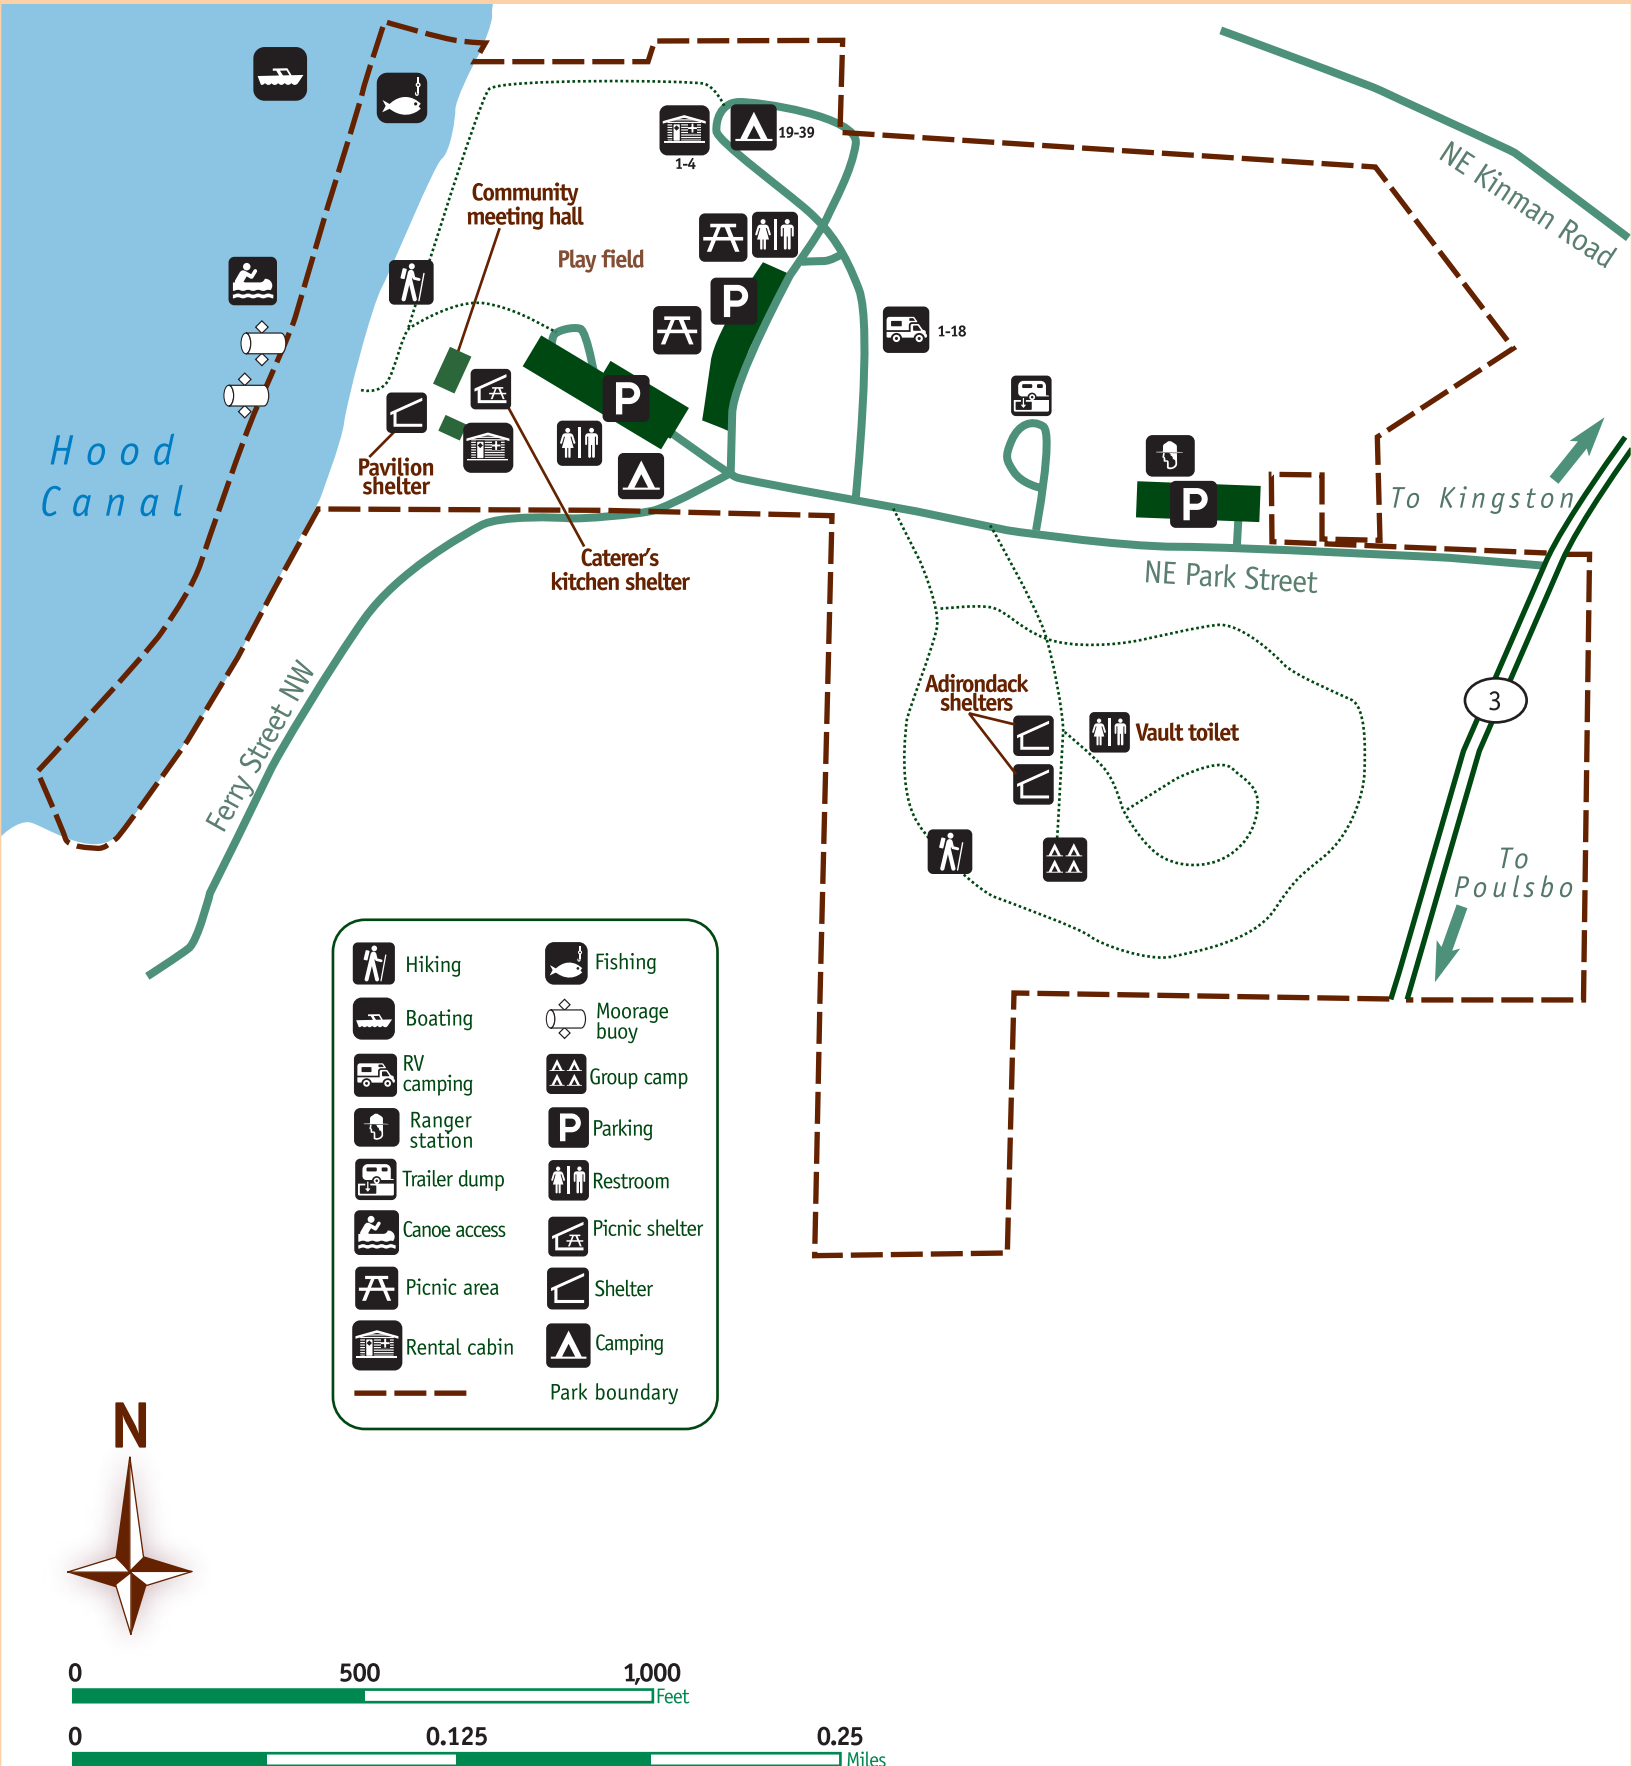 NE Kinman Road
19-39
1-4
Community
meeting hall
Play field
P
1-18
P
Hood
Canal
Pavilion
shelter
P
To Kingston
Caterer's
kitchen shelter
NE Park Street
Adirondack
shelters
Vault toilet
3
Ferry Street NW
To
Poulsbo
Hiking
Fishing
Boating
Moorage
buoy
RV
camping
Group camp
Ranger
station
P
Parking
Trailer dump
Restroom
Canoe access
Picnic shelter
Picnic area
Shelter
Rental cabin
Camping
Park boundary
N
0 500 1,000
Feet
0 0.125 0.25
Miles